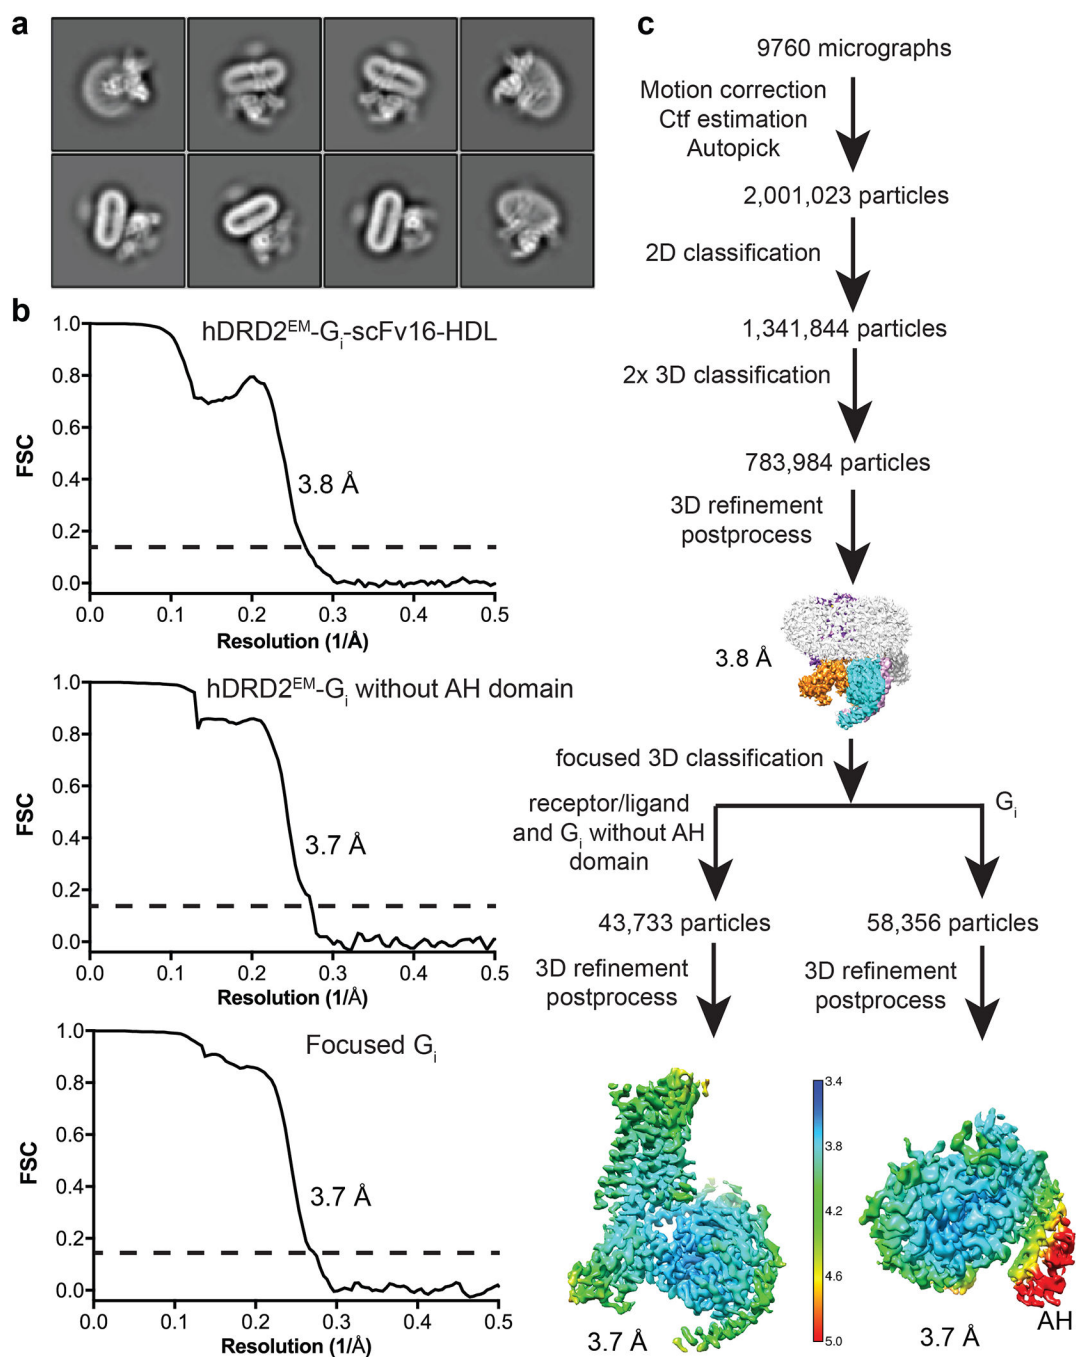 a
b
1.0
0.8
0.6
0.4
0.2
0.0
FSC
hDRD2EM-Gi-scFv16-HDL
3.8 Å
0.0 0.1 0.2 0.3 0.4 0.5
Resolution (1/Å)
1.0
0.8
0.6
0.4
0.2
0.0
FSC
hDRD2EM-Gi without AH domain
3.7 Å
0.0 0.1 0.2 0.3 0.4 0.5
Resolution (1/Å)
1.0
0.8
0.6
0.4
0.2
0.0
FSC
Focused Gi
3.7 Å
0.0 0.1 0.2 0.3 0.4 0.5
Resolution (1/Å)
c
9760 micrographs
Motion correction
Ctf estimation
Autopick
2,001,023 particles
2D classification
1,341,844 particles
2x 3D classification
783,984 particles
3D refinement
postprocess
3.8 Å
focused 3D classification
receptor/ligand
and Gi without AH
domain
Gi
43,733 particles
58,356 particles
3D refinement
postprocess
3D refinement
postprocess
3.4
3.8
4.2
4.6
5.0
AH
3.7 Å
3.7 Å